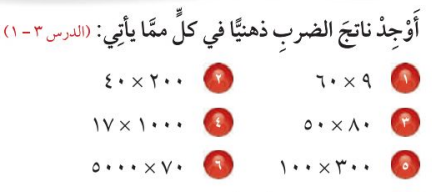 أَوْجِدْ ناتجَ الضربِ ذهنيًّا في كلٍّ ممَّا يأتِي: (الدرس ٣ - ١)
١ ٩ × ٦٠ ٢ ٢٠٠ × ٤٠
٣ ٨٠ × ٥٠ ٤ ١٠٠٠ × ١٧
٥ ٣٠٠ × ١٠٠ ٦ ٧٠ × ٥٠٠٠